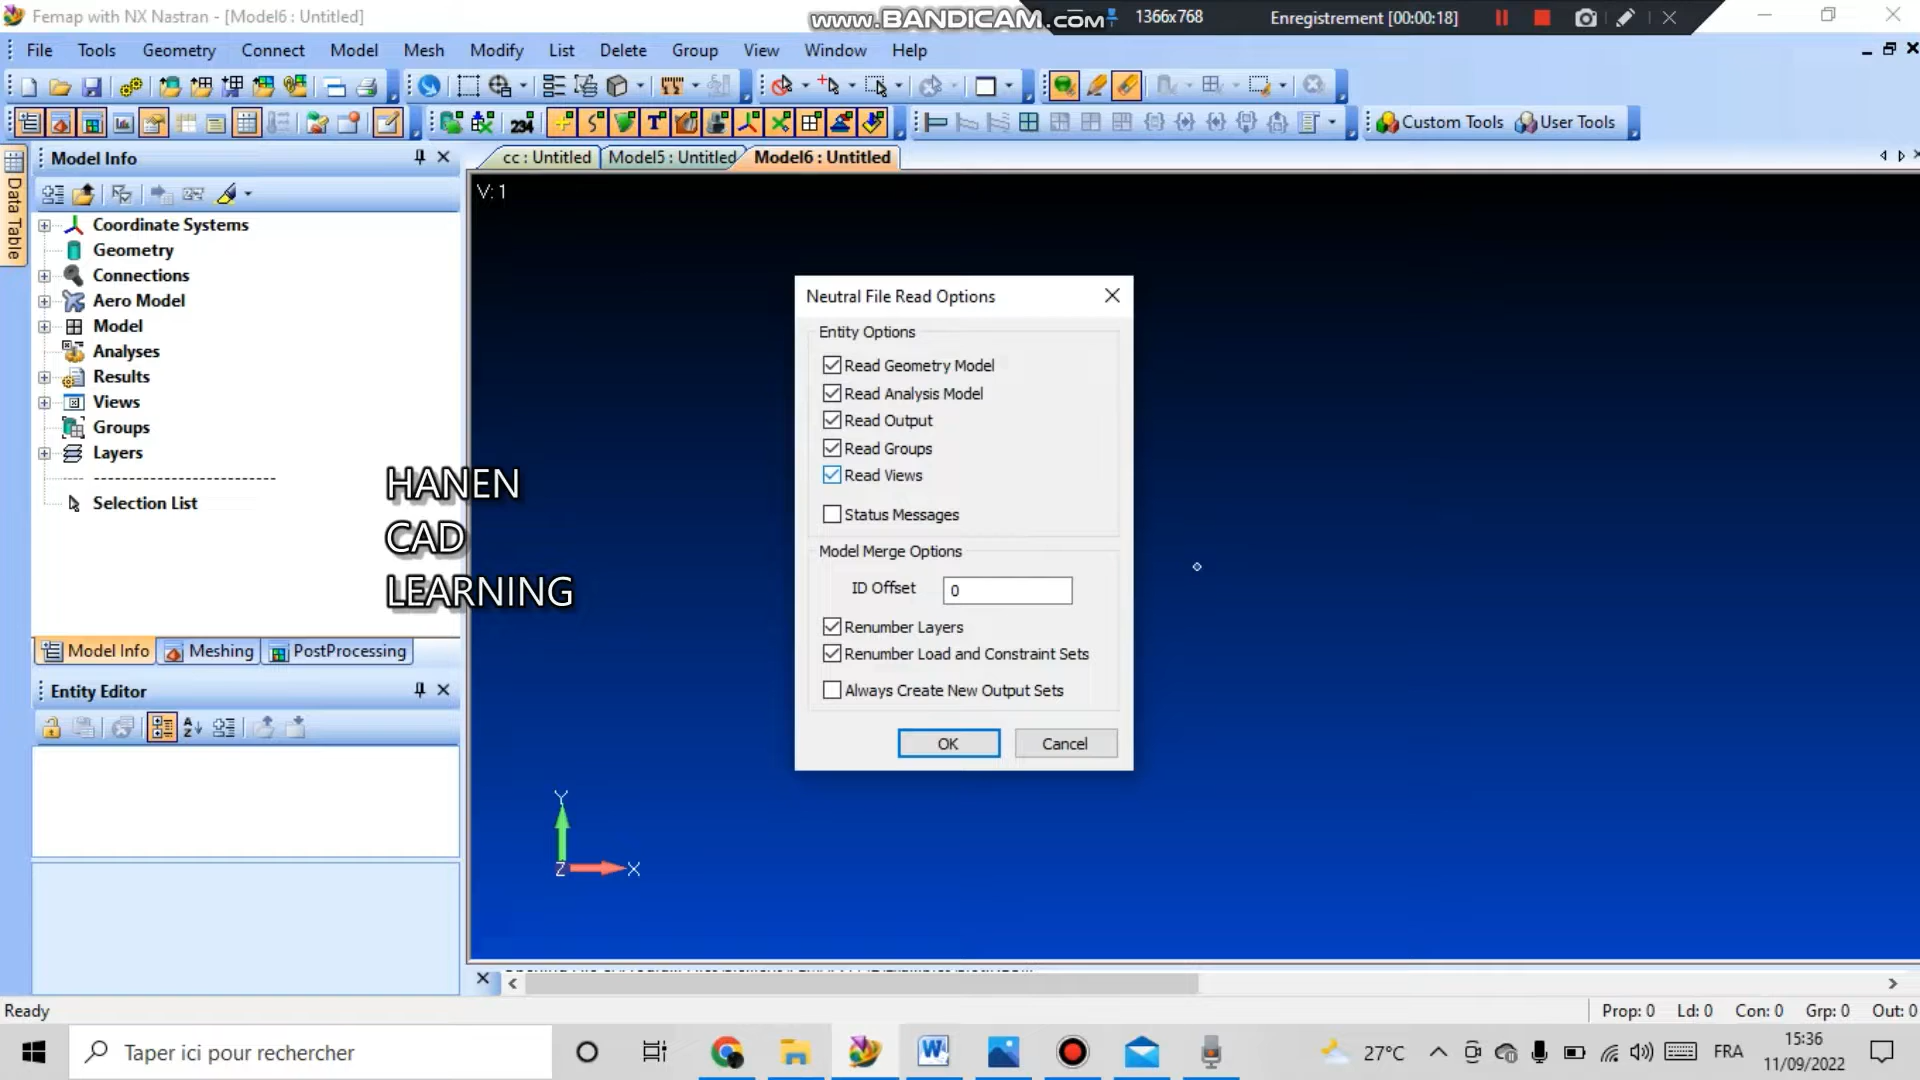 Femap with NX Nastran - [Model6 : Untitled]
www.BANDICAM.com
1366x768
Enregistrement [00:00:18]
File Tools Geometry Connect Model Mesh Modify List Delete Group View Window Help
234
Custom Tools
User Tools
Data Table
Model Info
cc : Untitled
Model5 : Untitled
Model6 : Untitled
V: 1
Coordinate Systems
Geometry
Connections
Aero Model
Model
Analyses
Results
Views
Groups
Layers
Selection List
HANEN
CAD
LEARNING
Model Info
Meshing
PostProcessing
Entity Editor
Neutral File Read Options
Entity Options
Read Geometry Model
Read Analysis Model
Read Output
Read Groups
Read Views
Status Messages
Model Merge Options
ID Offset 0
Renumber Layers
Renumber Load and Constraint Sets
Always Create New Output Sets
OK
Cancel
Y
Z
X
Ready
Prop: 0 Ld: 0 Con: 0 Grp: 0 Out: 0
Taper ici pour rechercher
27°C
FRA
15:36
11/09/2022